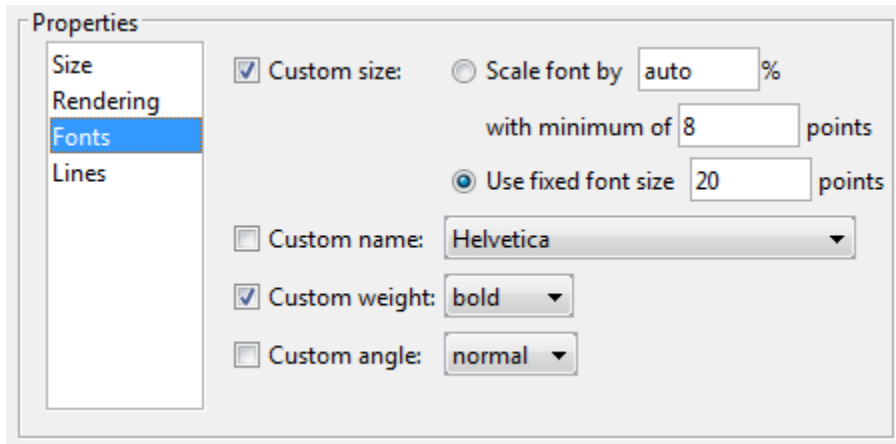 Properties
Size
Rendering
Fonts
Lines
Custom size: Scale font by auto %
with minimum of 8 points
Use fixed font size 20 points
Custom name: Helvetica
Custom weight: bold
Custom angle: normal